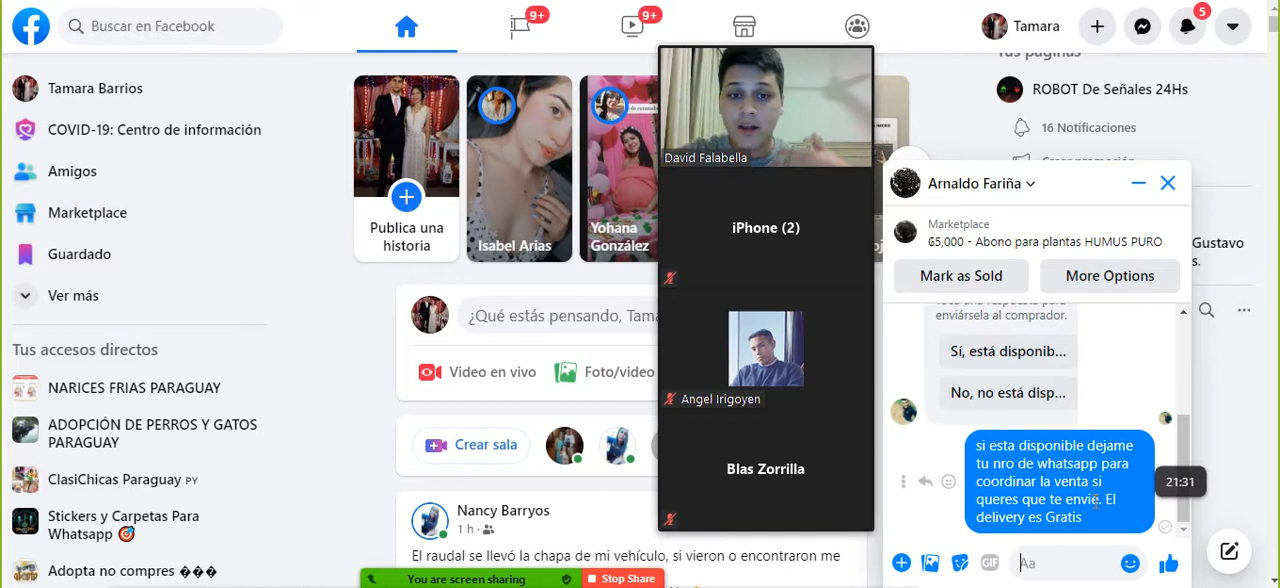 Buscar en Facebook
9+
9+
Tamara
5
Tamara Barrios
COVID-19: Centro de información
Amigos
Marketplace
Guardado
Ver más
Tus accesos directos
NARICES FRIAS PARAGUAY
ADOPCIÓN DE PERROS Y GATOS
PARAGUAY
ClasiChicas Paraguay PY
Stickers y Carpetas Para
Whatsapp 🎯
Adopta no compres ���
Publica una
historia
Isabel Arias
Yohana
González
¿Qué estás pensando, Tama
Video en vivo
Foto/video
Crear sala
Nancy Barryos
1 h ·
El raudal se llevó la chapa de mi vehículo, si vieron o encontraron me
You are screen sharing
Stop Share
David Falabella
iPhone (2)
Angel Irigoyen
Blas Zorrilla
Tus páginas
ROBOT De Señales 24Hs
16 Notificaciones
Crear promoción
Gustavo
s.
Arnaldo Fariña
Marketplace
₲5,000 - Abono para plantas HUMUS PURO
Mark as Sold
More Options
enviársela al comprador.
Sí, está disponib...
No, no está disp...
si esta disponible dejame
tu nro de whatsapp para
coordinar la venta si
queres que te envie. El
delivery es Gratis
21:31
GIF
Aa